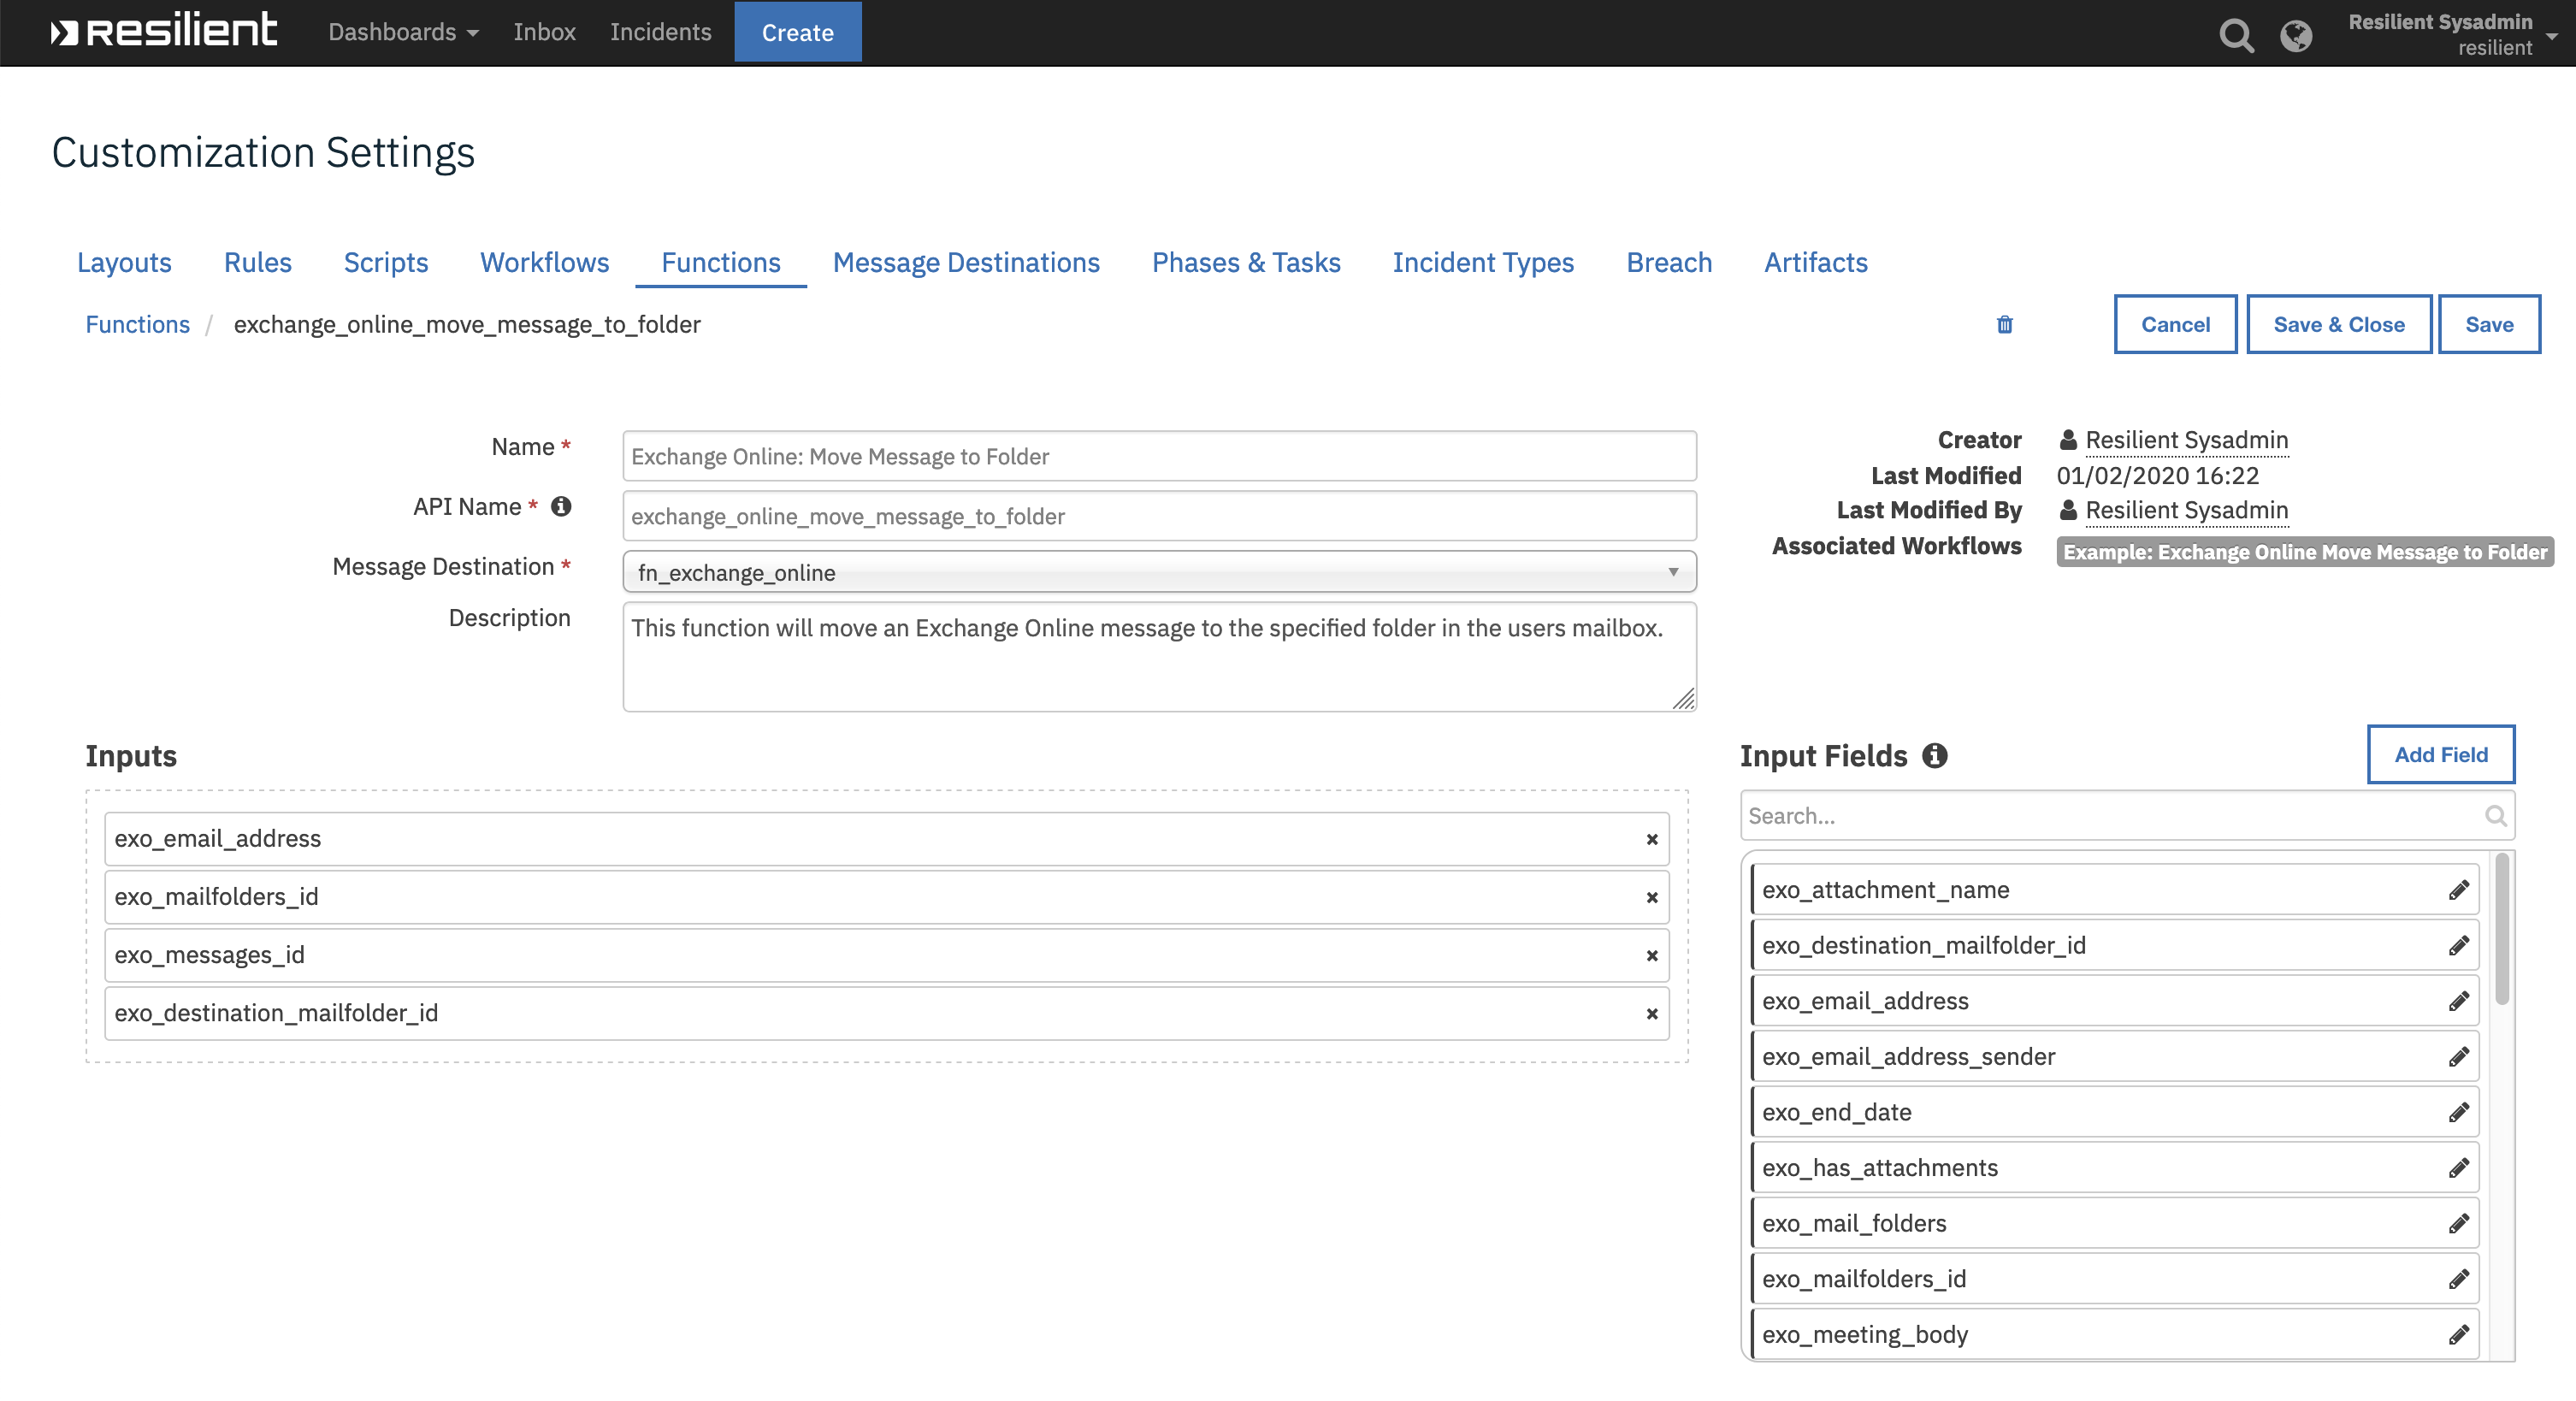 resilient Dashboards Inbox Incidents Create Resilient Sysadmin
resilient
Customization Settings
Layouts Rules Scripts Workflows Functions Message Destinations Phases & Tasks Incident Types Breach Artifacts
Functions / exchange_online_move_message_to_folder Cancel Save & Close Save
Name * Exchange Online: Move Message to Folder
API Name * exchange_online_move_message_to_folder
Message Destination * fn_exchange_online
Description This function will move an Exchange Online message to the specified folder in the users mailbox.
Creator Resilient Sysadmin
Last Modified 01/02/2020 16:22
Last Modified By Resilient Sysadmin
Associated Workflows Example: Exchange Online Move Message to Folder
Inputs
exo_email_address
exo_mailfolders_id
exo_messages_id
exo_destination_mailfolder_id
Input Fields Add Field
Search...
exo_attachment_name
exo_destination_mailfolder_id
exo_email_address
exo_email_address_sender
exo_end_date
exo_has_attachments
exo_mail_folders
exo_mailfolders_id
exo_meeting_body